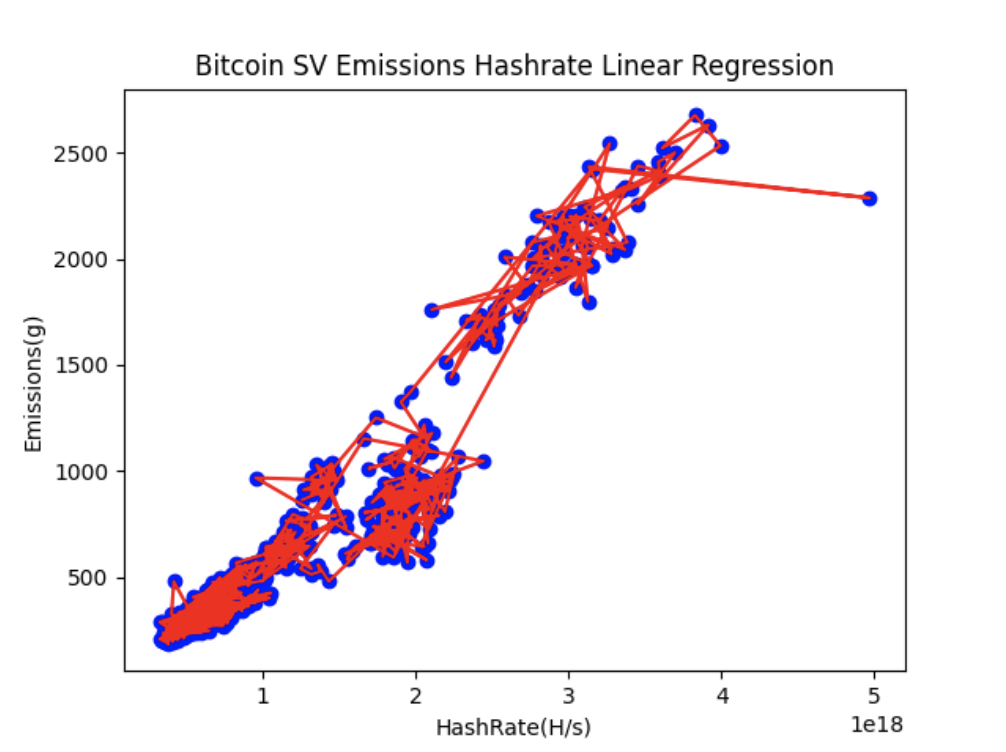 Bitcoin SV Emissions Hashrate Linear Regression
2500
2000
1500
1000
500
Emissions(g)
1 2 3 4 5
HashRate(H/s)
1e18